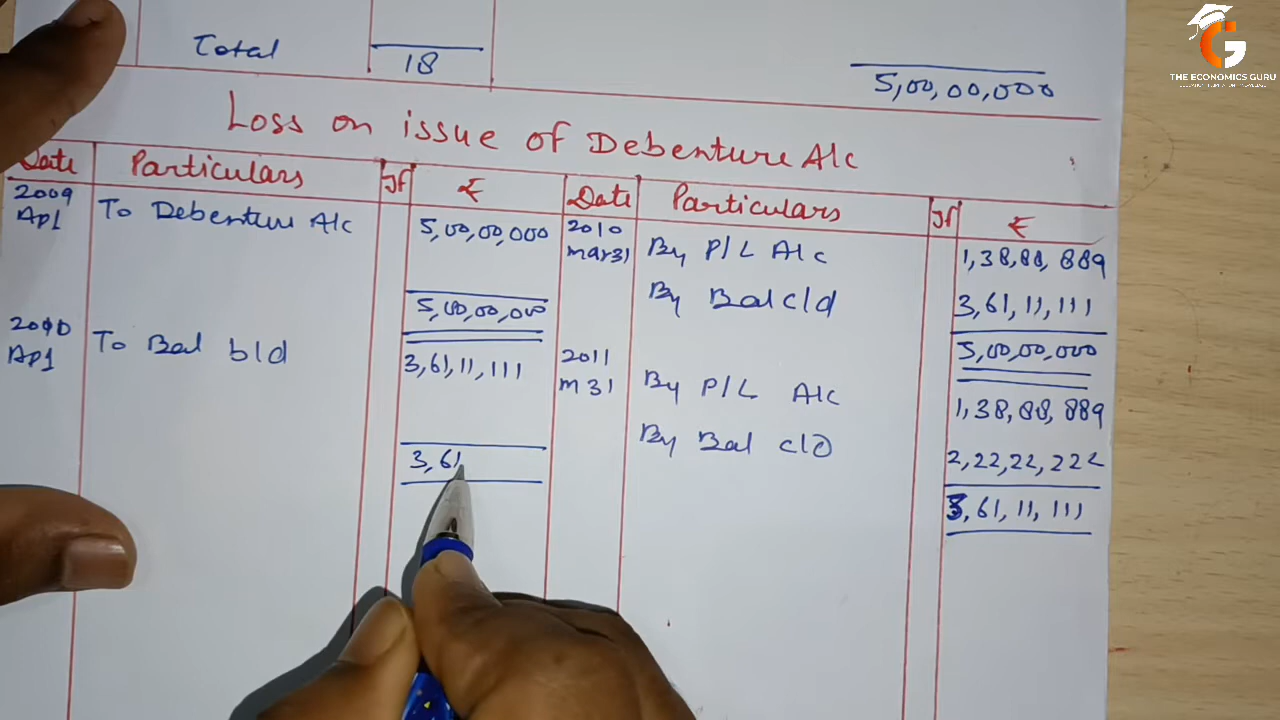 THE ECONOMICS GURU
Total 18 5,00,00,000
Loss on issue of Debenture A/c
Date Particulars Jf ₹ Date Particulars Jf ₹
2009 Ap1 To Debenture A/c 5,00,00,000 2010 mar31 By P/L A/c 1,38,88,889
By Bal c/d 3,61,11,111
5,00,00,000 5,00,00,000
2010 Ap1 To Bal b/d 3,61,11,111 2011 m31 By P/L A/c 1,38,88,889
By Bal c/d 2,22,22,222
3,61 3,61,11,111